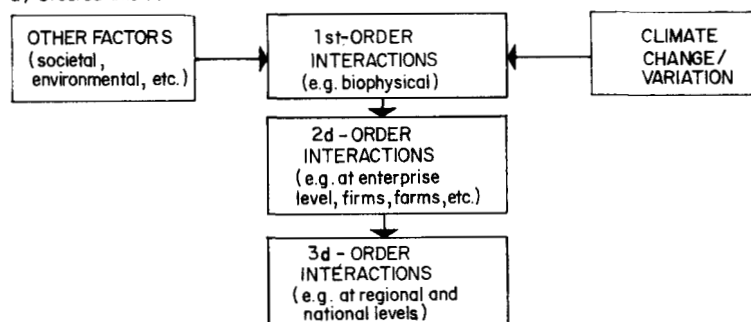 OTHER FACTORS
(societal,
environmental, etc.)
1st-ORDER
INTERACTIONS
(e.g. biophysical)
CLIMATE
CHANGE/
VARIATION
2d-ORDER
INTERACTIONS
(e.g. at enterprise
level, firms, farms, etc.)
3d-ORDER
INTERACTIONS
(e.g. at regional and
national levels)